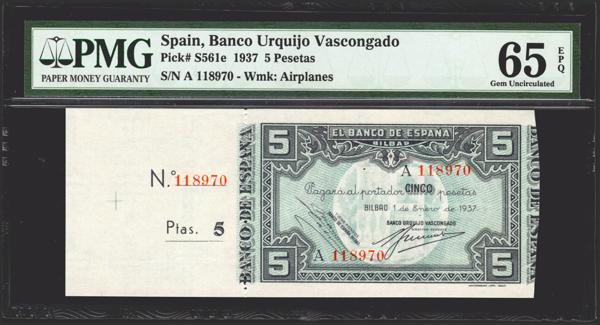 PMG
PAPER MONEY GUARANTY
Spain, Banco Urquijo Vascongado
Pick# S561e 1937 5 Pesetas
S/N A 118970 - Wmk: Airplanes
65 EPQ
Gem Uncirculated
N.º 118970
Ptas. 5
BANCO DE ESPAÑA
5 EL BANCO DE ESPAÑA 5
BILBAO
A 118970
Pagará al portador CINCO pesetas
BILBAO 1 de Enero de 1937
BANCO URQUIJO VASCONGADO
A 118970
5 5
BANCO DE ESPAÑA